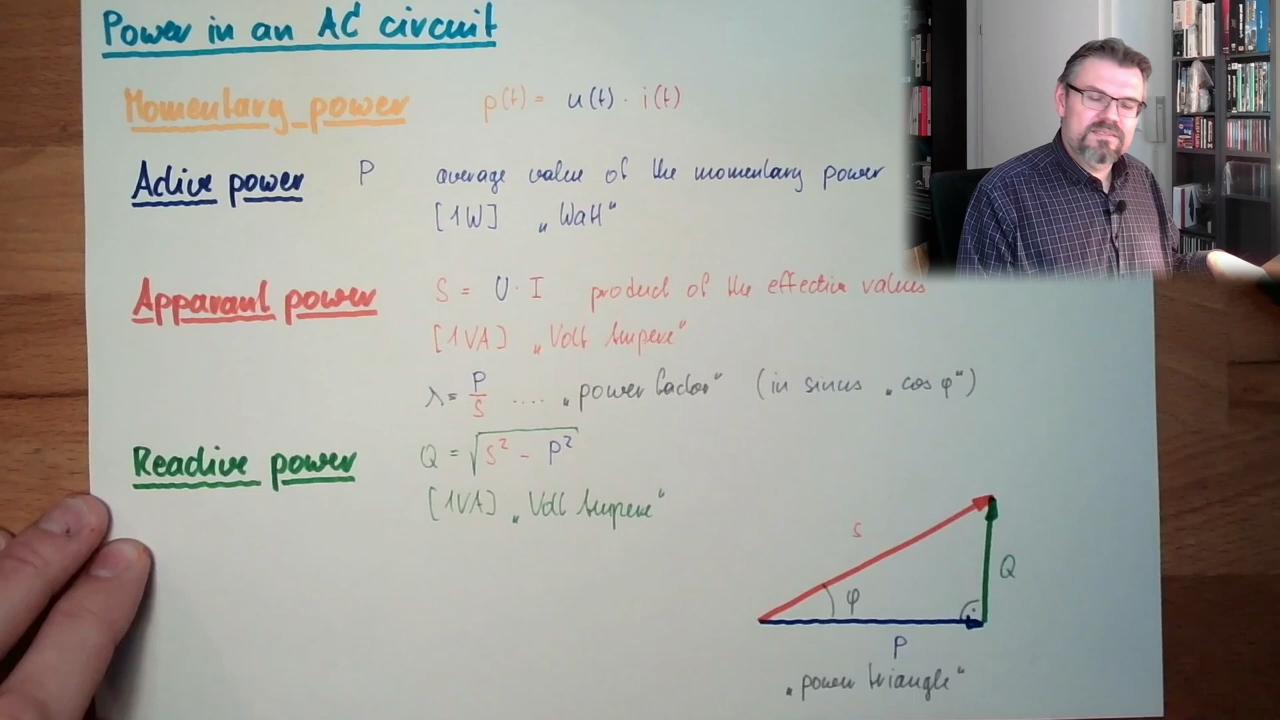 Power in an AC circuit
Momentary power p(t) = u(t) · i(t)
Active power P average value of the momentary power
[1W] „Watt“
Apparant power S = U · I product of the effective values
[1VA] „Volt Ampere“
λ = P/S .... „power factor“ (in sinus „cos φ“)
Reactive power Q = √(S² - P²)
[1VA] „Volt Ampere“
S
φ
Q
P
„power triangle“